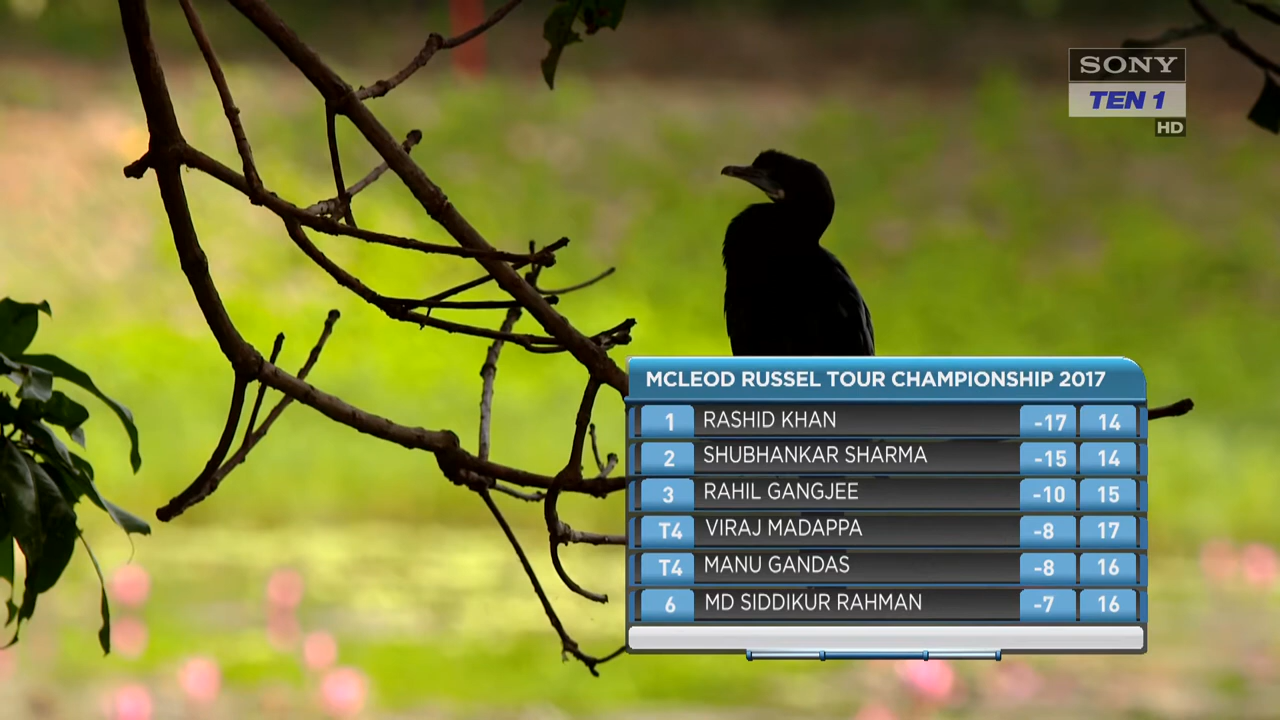 SONY
TEN 1
HD
MCLEOD RUSSEL TOUR CHAMPIONSHIP 2017
1 RASHID KHAN -17 14
2 SHUBHANKAR SHARMA -15 14
3 RAHIL GANGJEE -10 15
T4 VIRAJ MADAPPA -8 17
T4 MANU GANDAS -8 16
6 MD SIDDIKUR RAHMAN -7 16